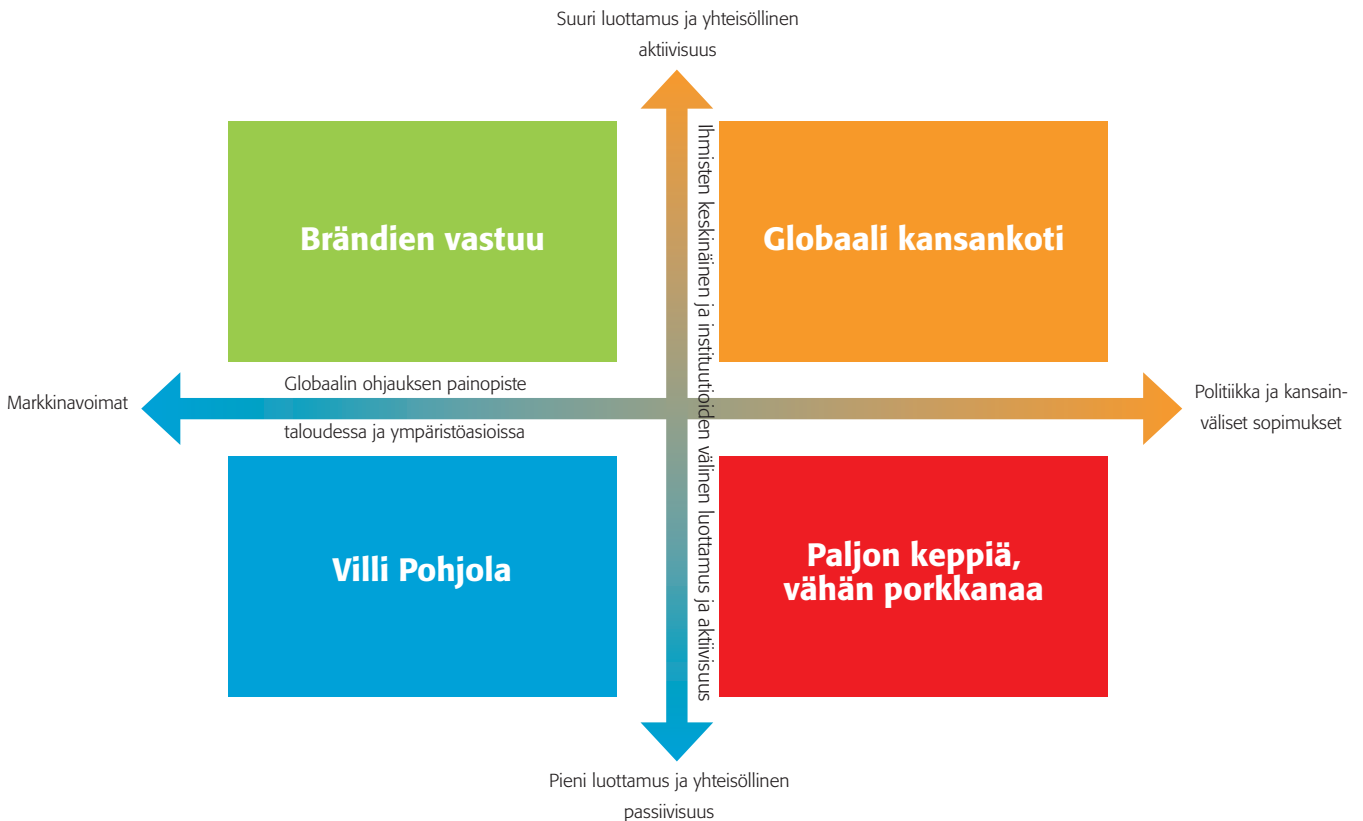 Suuri luottamus ja yhteisöllinen
aktiivisuus
Ihmisten keskinäinen ja instituutioiden välinen luottamus ja aktiivisuus
Brändien vastuu
Globaali kansankoti
Globaalin ohjauksen painopiste
taloudessa ja ympäristöasioissa
Markkinavoimat
Politiikka ja kansain-
väliset sopimukset
Villi Pohjola
Paljon keppiä,
vähän porkkanaa
Pieni luottamus ja yhteisöllinen
passiivisuus